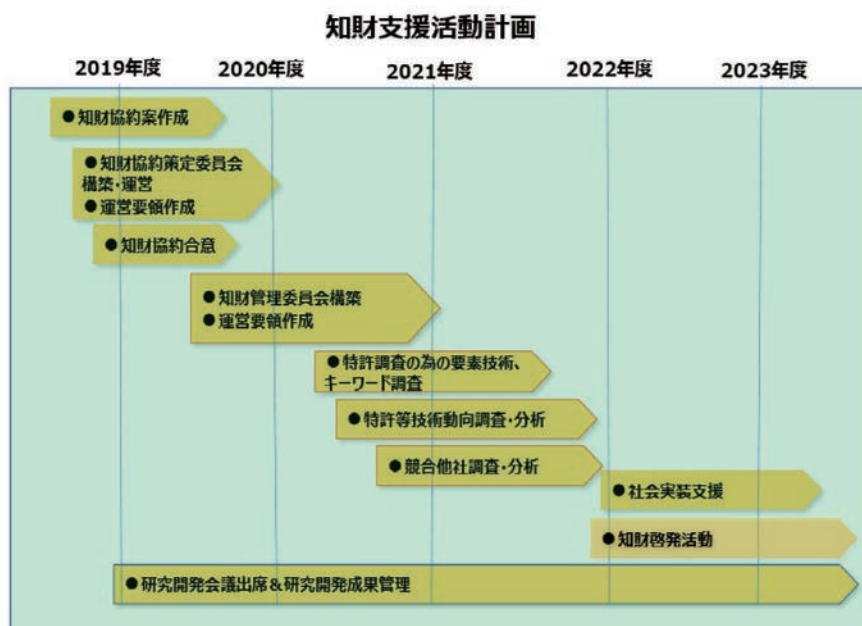 知財支援活動計画
2019年度 2020年度 2021年度 2022年度 2023年度
●知財協約案作成
●知財協約策定委員会
構築・運営
●運営要領作成
●知財協約合意
●知財管理委員会構築
●運営要領作成
●特許調査の為の要素技術、
キーワード調査
●特許等技術動向調査・分析
●競合他社調査・分析
●社会実装支援
●知財啓発活動
●研究開発会議出席＆研究開発成果管理